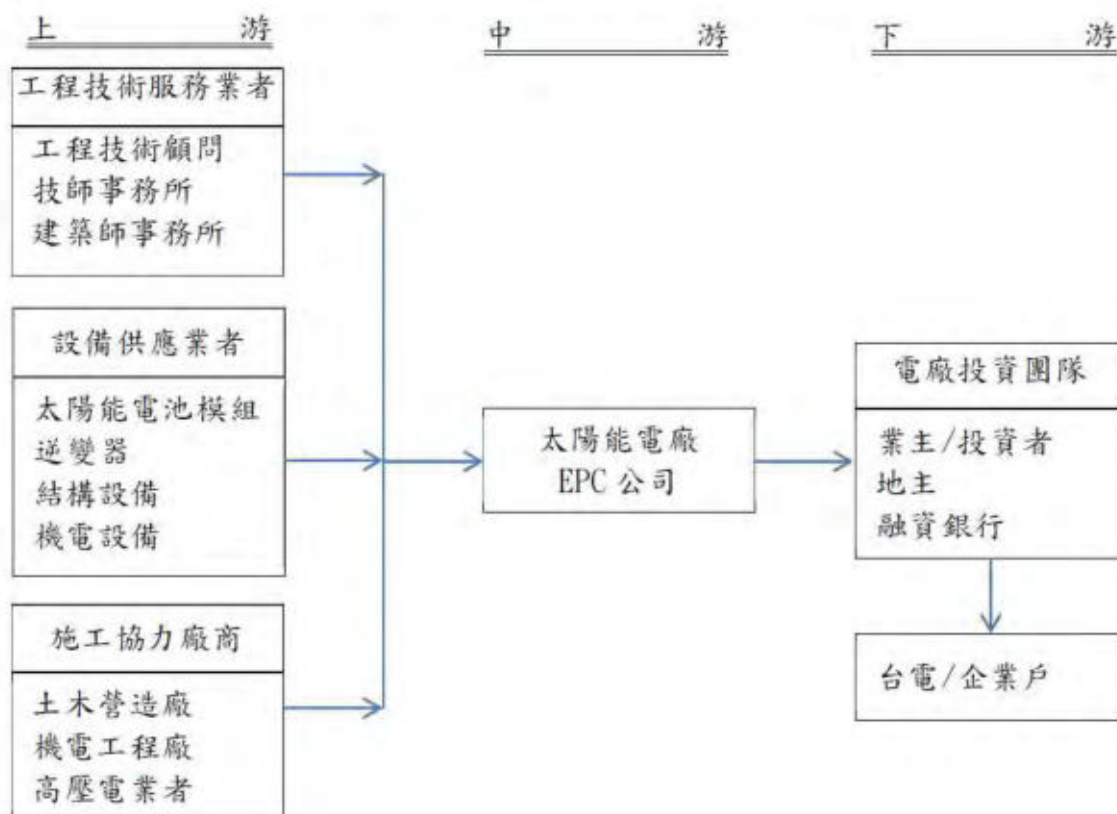 上游
中游
下游
工程技術服務業者
工程技術顧問
技師事務所
建築師事務所
設備供應業者
太陽能電池模組
逆變器
結構設備
機電設備
施工協力廠商
土木營造廠
機電工程廠
高壓電業者
太陽能電廠
EPC 公司
電廠投資團隊
業主/投資者
地主
融資銀行
台電/企業戶